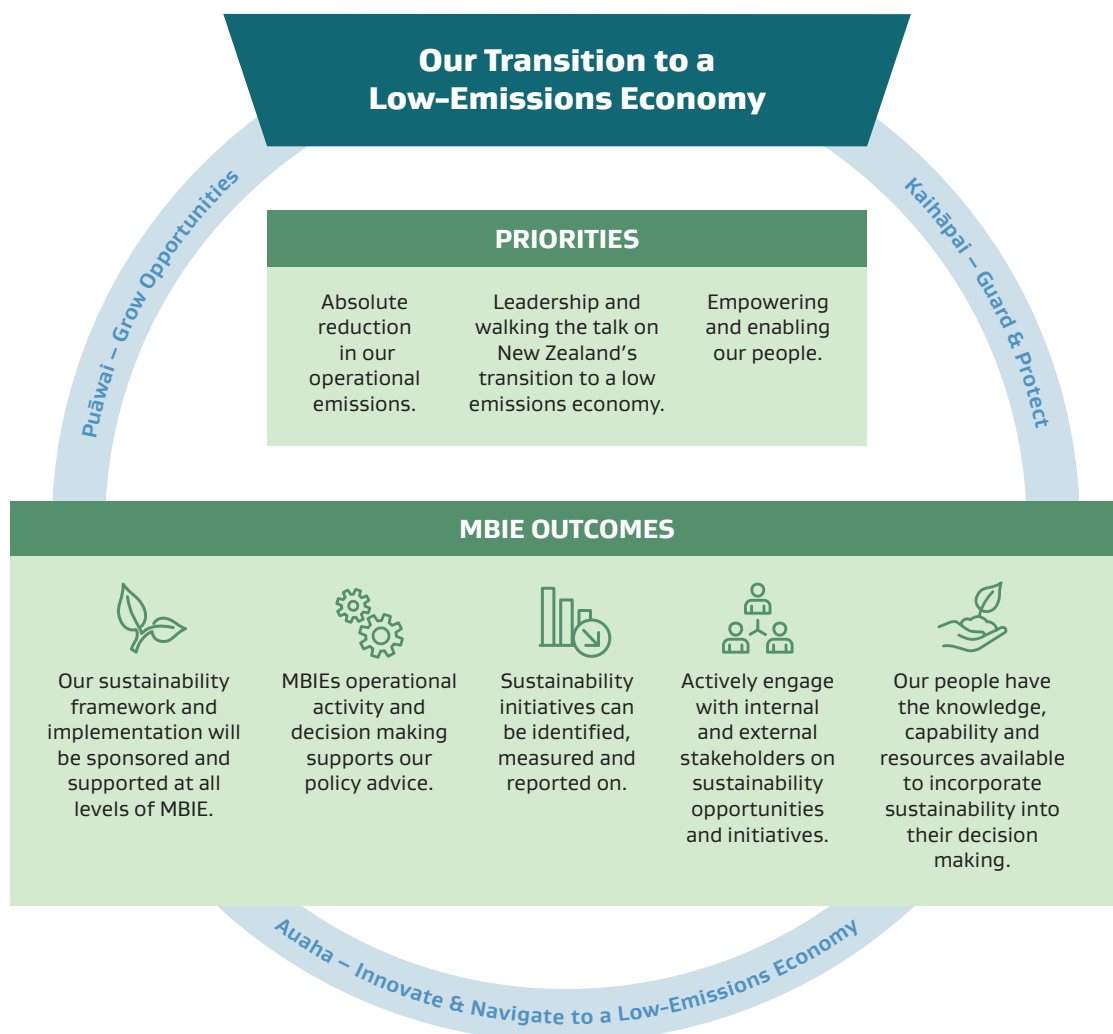 Our Transition to a
Low-Emissions Economy
Puāwai – Grow Opportunities
Kaihāpai – Guard & Protect
PRIORITIES
Absolute
reduction
in our
operational
emissions.
Leadership and
walking the talk on
New Zealand's
transition to a low
emissions economy.
Empowering
and enabling
our people.
MBIE OUTCOMES
Our sustainability
framework and
implementation will
be sponsored and
supported at all
levels of MBIE.
MBIEs operational
activity and
decision making
supports our
policy advice.
Sustainability
initiatives can
be identified,
measured and
reported on.
Actively engage
with internal
and external
stakeholders on
sustainability
opportunities
and initiatives.
Our people have
the knowledge,
capability and
resources available
to incorporate
sustainability into
their decision
making.
Auaha – Innovate & Navigate to a Low-Emissions Economy